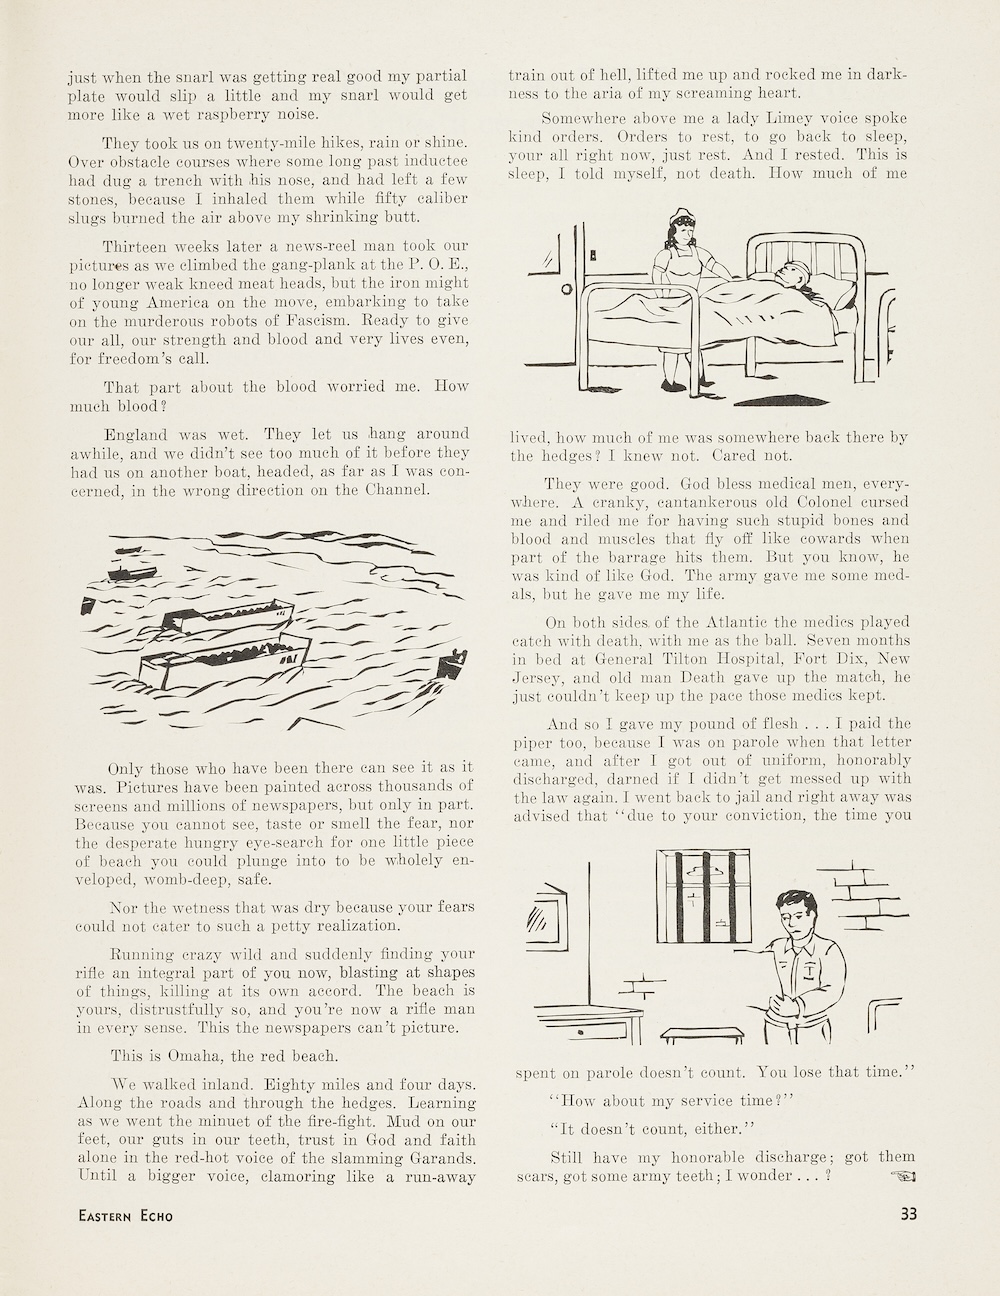 just when the snarl was getting real good my partial
plate would slip a little and my snarl would get
more like a wet raspberry noise.
They took us on twenty-mile hikes, rain or shine.
Over obstacle courses where some long past inductee
had dug a trench with his nose, and had left a few
stones, because I inhaled them while fifty caliber
slugs burned the air above my shrinking butt.
Thirteen weeks later a news-reel man took our
pictures as we climbed the gang-plank at the P. O. E.,
no longer weak kneed meat heads, but the iron might
of young America on the move, embarking to take
on the murderous robots of Fascism. Ready to give
our all, our strength and blood and very lives even,
for freedom's call.
That part about the blood worried me. How
much blood?
England was wet. They let us hang around
awhile, and we didn't see too much of it before they
had us on another boat, headed, as far as I was con-
cerned, in the wrong direction on the Channel.
Only those who have been there can see it as it
was. Pictures have been painted across thousands of
screens and millions of newspapers, but only in part.
Because you cannot see, taste or smell the fear, nor
the desperate hungry eye-search for one little piece
of beach you could plunge into to be wholely en-
veloped, womb-deep, safe.
Nor the wetness that was dry because your fears
could not cater to such a petty realization.
Running crazy wild and suddenly finding your
rifle an integral part of you now, blasting at shapes
of things, killing at its own accord. The beach is
yours, distrustfully so, and you're now a rifle man
in every sense. This the newspapers can't picture.
This is Omaha, the red beach.
We walked inland. Eighty miles and four days.
Along the roads and through the hedges. Learning
as we went the minuet of the fire-fight. Mud on our
feet, our guts in our teeth, trust in God and faith
alone in the red-hot voice of the slamming Garands.
Until a bigger voice, clamoring like a run-away
train out of hell, lifted me up and rocked me in dark-
ness to the aria of my screaming heart.
Somewhere above me a lady Limey voice spoke
kind orders. Orders to rest, to go back to sleep,
your all right now, just rest. And I rested. This is
sleep, I told myself, not death. How much of me
lived, how much of me was somewhere back there by
the hedges? I knew not. Cared not.
They were good. God bless medical men, every-
where. A cranky, cantankerous old Colonel cursed
me and riled me for having such stupid bones and
blood and muscles that fly off like cowards when
part of the barrage hits them. But you know, he
was kind of like God. The army gave me some med-
als, but he gave me my life.
On both sides of the Atlantic the medics played
catch with death, with me as the ball. Seven months
in bed at General Tilton Hospital, Fort Dix, New
Jersey, and old man Death gave up the match, he
just couldn't keep up the pace those medics kept.
And so I gave my pound of flesh . . . I paid the
piper too, because I was on parole when that letter
came, and after I got out of uniform, honorably
discharged, darned if I didn't get messed up with
the law again. I went back to jail and right away was
advised that "due to your conviction, the time you
spent on parole doesn't count. You lose that time."
"How about my service time?"
"It doesn't count, either."
Still have my honorable discharge; got them
scars, got some army teeth; I wonder . . . ?
EASTERN ECHO
33